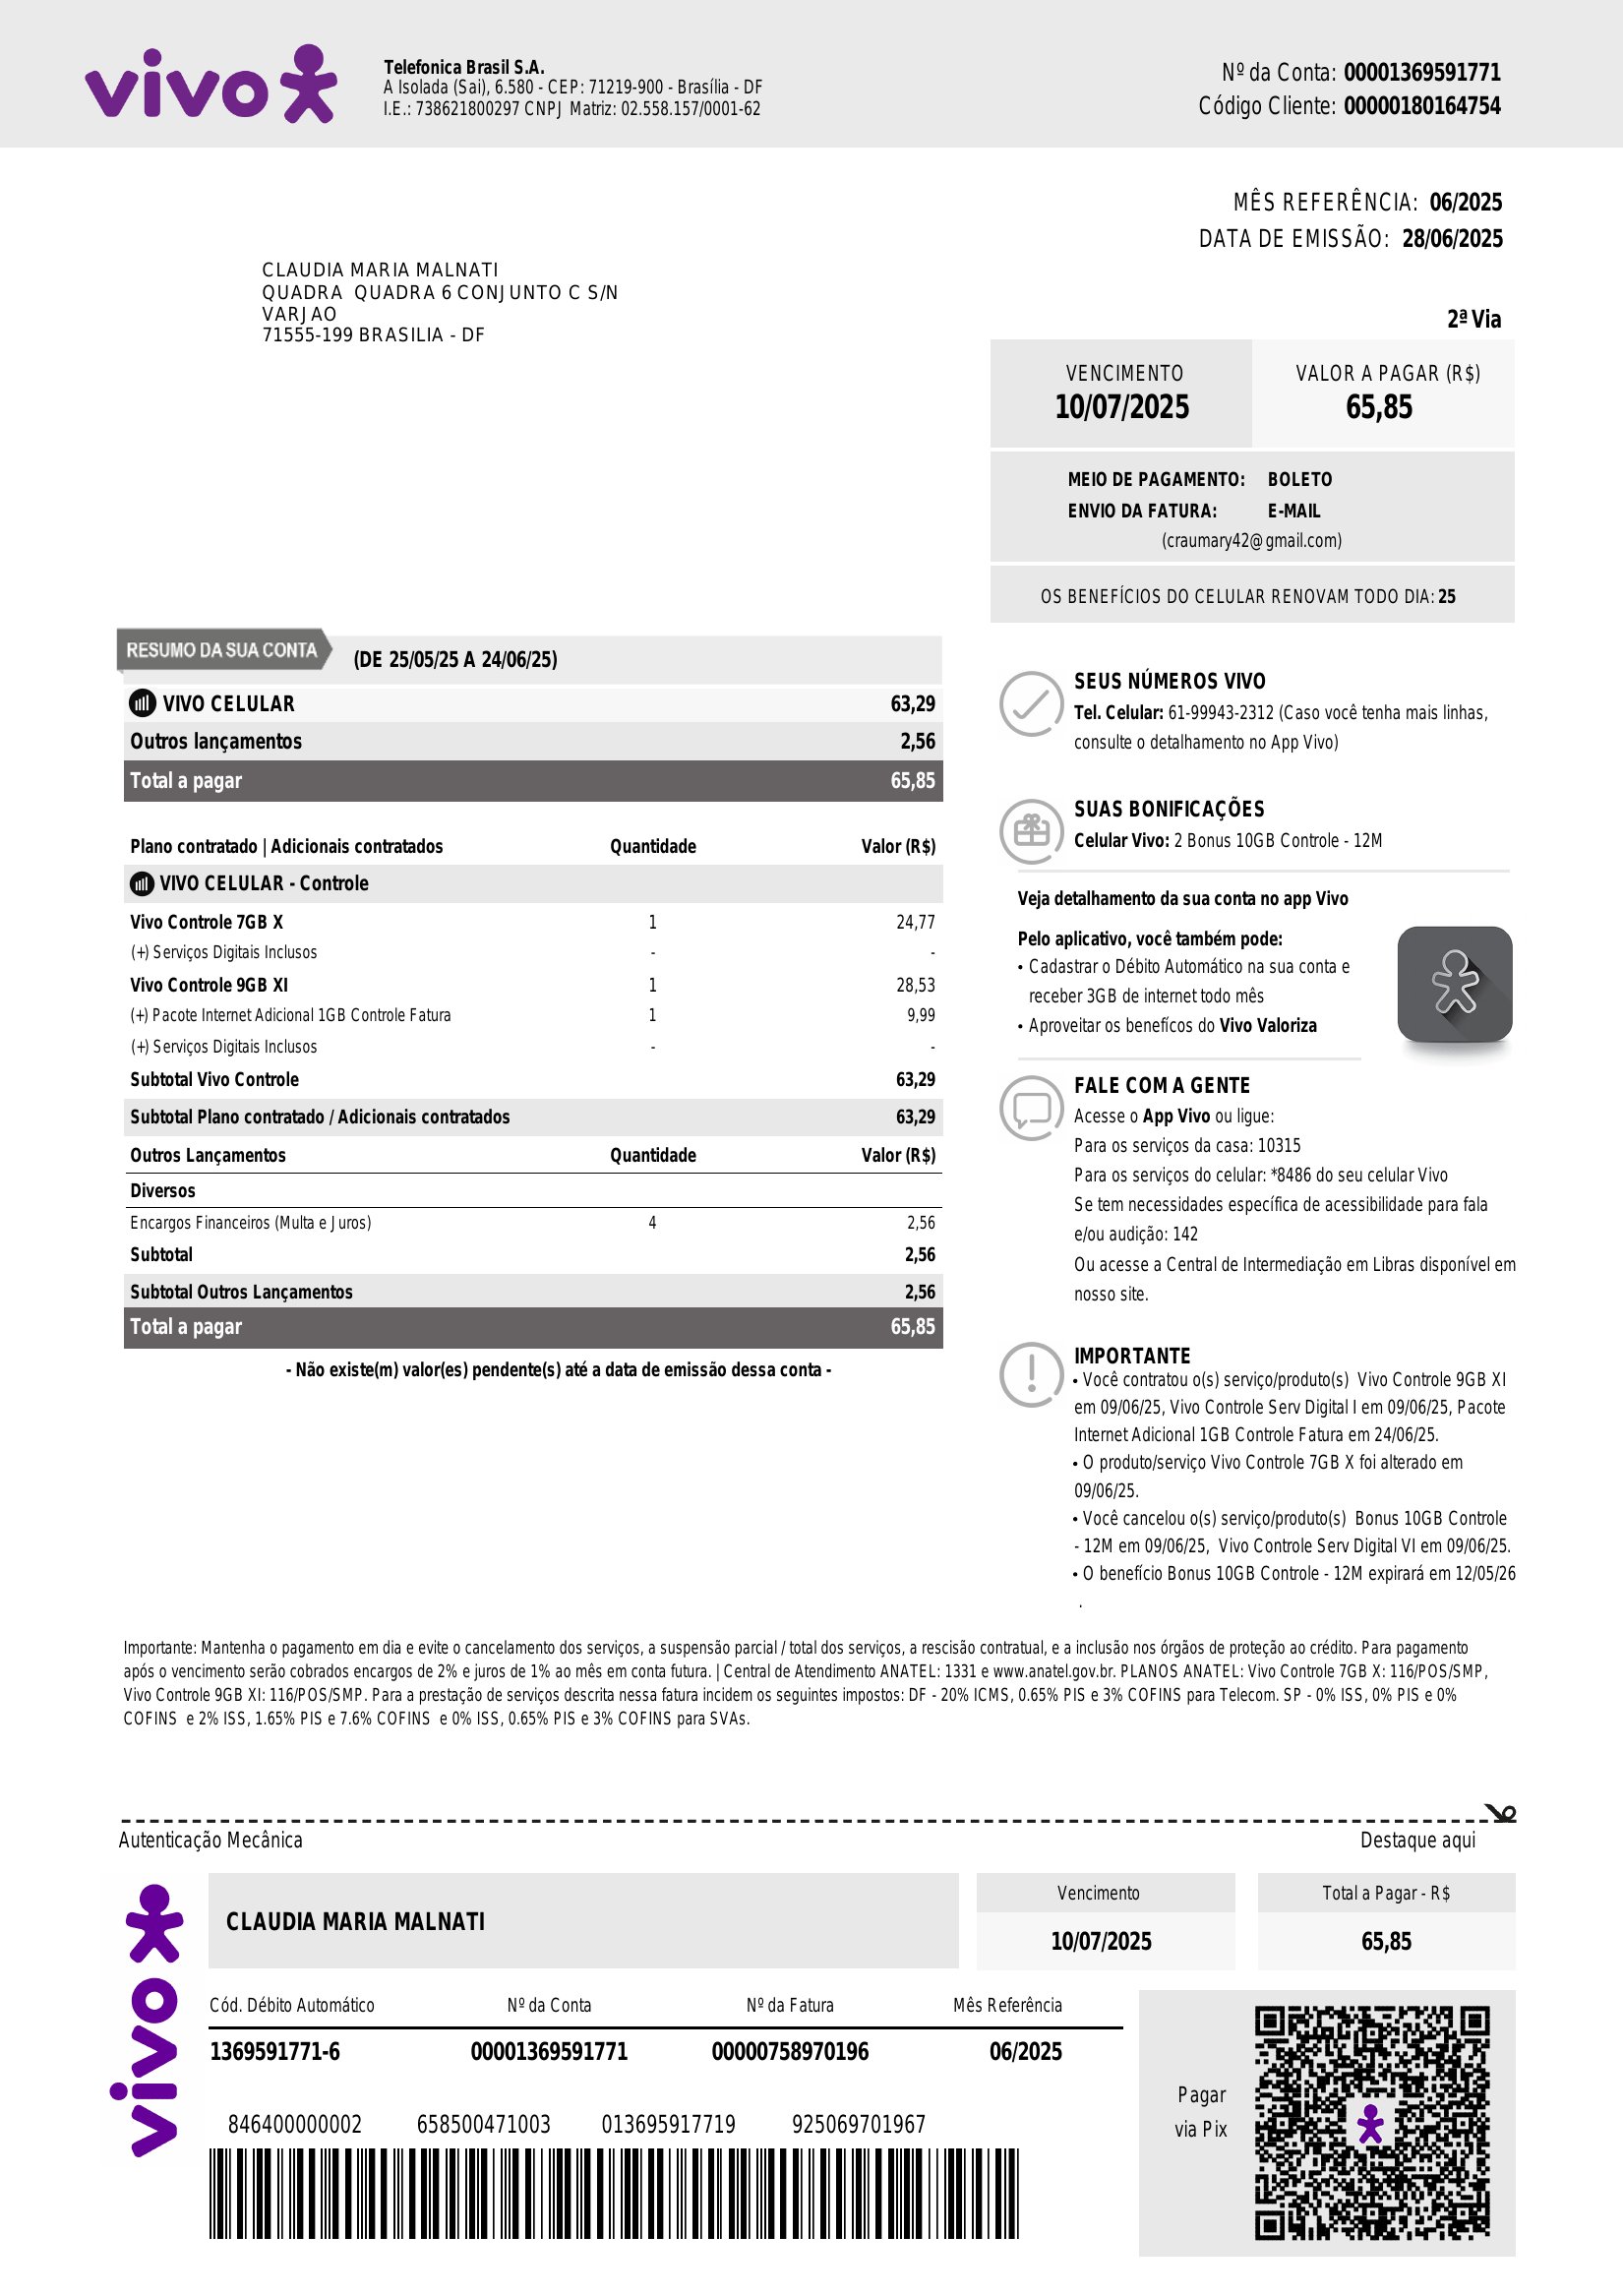 vivo
Telefonica Brasil S.A.
A Isolada (Sai), 6.580 - CEP: 71219-900 - Brasília - DF
I.E.: 738621800297 CNPJ Matriz: 02.558.157/0001-62
Nº da Conta: 00001369591771
Código Cliente: 00000180164754
MÊS REFERÊNCIA: 06/2025
DATA DE EMISSÃO: 28/06/2025
CLAUDIA MARIA MALNATI
QUADRA QUADRA 6 CONJUNTO C S/N
VARJAO
71555-199 BRASILIA - DF
2ª Via
VENCIMENTO VALOR A PAGAR (R$)
10/07/2025 65,85
MEIO DE PAGAMENTO: BOLETO
ENVIO DA FATURA: E-MAIL
(craumary42@gmail.com)
OS BENEFÍCIOS DO CELULAR RENOVAM TODO DIA: 25
RESUMO DA SUA CONTA (DE 25/05/25 A 24/06/25)
VIVO CELULAR 63,29
Outros lançamentos 2,56
Total a pagar 65,85
Plano contratado | Adicionais contratados Quantidade Valor (R$)
VIVO CELULAR - Controle
Vivo Controle 7GB X 1 24,77
(+) Serviços Digitais Inclusos - -
Vivo Controle 9GB XI 1 28,53
(+) Pacote Internet Adicional 1GB Controle Fatura 1 9,99
(+) Serviços Digitais Inclusos - -
Subtotal Vivo Controle 63,29
Subtotal Plano contratado / Adicionais contratados 63,29
Outros Lançamentos Quantidade Valor (R$)
Diversos
Encargos Financeiros (Multa e Juros) 4 2,56
Subtotal 2,56
Subtotal Outros Lançamentos 2,56
Total a pagar 65,85
- Não existe(m) valor(es) pendente(s) até a data de emissão dessa conta -
SEUS NÚMEROS VIVO
Tel. Celular: 61-99943-2312 (Caso você tenha mais linhas,
consulte o detalhamento no App Vivo)
SUAS BONIFICAÇÕES
Celular Vivo: 2 Bonus 10GB Controle - 12M
Veja detalhamento da sua conta no app Vivo
Pelo aplicativo, você também pode:
• Cadastrar o Débito Automático na sua conta e
receber 3GB de internet todo mês
• Aproveitar os benefícos do Vivo Valoriza
FALE COM A GENTE
Acesse o App Vivo ou ligue:
Para os serviços da casa: 10315
Para os serviços do celular: *8486 do seu celular Vivo
Se tem necessidades específica de acessibilidade para fala
e/ou audição: 142
Ou acesse a Central de Intermediação em Libras disponível em
nosso site.
IMPORTANTE
• Você contratou o(s) serviço/produto(s) Vivo Controle 9GB XI
em 09/06/25, Vivo Controle Serv Digital I em 09/06/25, Pacote
Internet Adicional 1GB Controle Fatura em 24/06/25.
• O produto/serviço Vivo Controle 7GB X foi alterado em
09/06/25.
• Você cancelou o(s) serviço/produto(s) Bonus 10GB Controle
- 12M em 09/06/25, Vivo Controle Serv Digital VI em 09/06/25.
• O benefício Bonus 10GB Controle - 12M expirará em 12/05/26
.
Importante: Mantenha o pagamento em dia e evite o cancelamento dos serviços, a suspensão parcial / total dos serviços, a rescisão contratual, e a inclusão nos órgãos de proteção ao crédito. Para pagamento
após o vencimento serão cobrados encargos de 2% e juros de 1% ao mês em conta futura. | Central de Atendimento ANATEL: 1331 e www.anatel.gov.br. PLANOS ANATEL: Vivo Controle 7GB X: 116/POS/SMP,
Vivo Controle 9GB XI: 116/POS/SMP. Para a prestação de serviços descrita nessa fatura incidem os seguintes impostos: DF - 20% ICMS, 0.65% PIS e 3% COFINS para Telecom. SP - 0% ISS, 0% PIS e 0%
COFINS e 2% ISS, 1.65% PIS e 7.6% COFINS e 0% ISS, 0.65% PIS e 3% COFINS para SVAs.
Autenticação Mecânica Destaque aqui
vivo
CLAUDIA MARIA MALNATI
Vencimento Total a Pagar - R$
10/07/2025 65,85
Cód. Débito Automático Nº da Conta Nº da Fatura Mês Referência
1369591771-6 00001369591771 00000758970196 06/2025
846400000002 658500471003 013695917719 925069701967
Pagar
via Pix